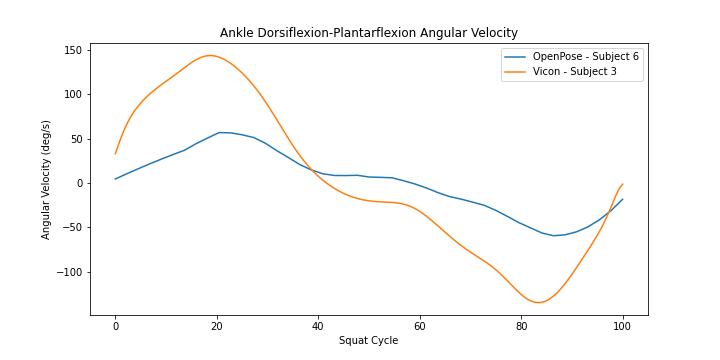 Ankle Dorsiflexion-Plantarflexion Angular Velocity
OpenPose - Subject 6
Vicon - Subject 3
150
100
50
0
−50
−100
Angular Velocity (deg/s)
0 20 40 60 80 100
Squat Cycle